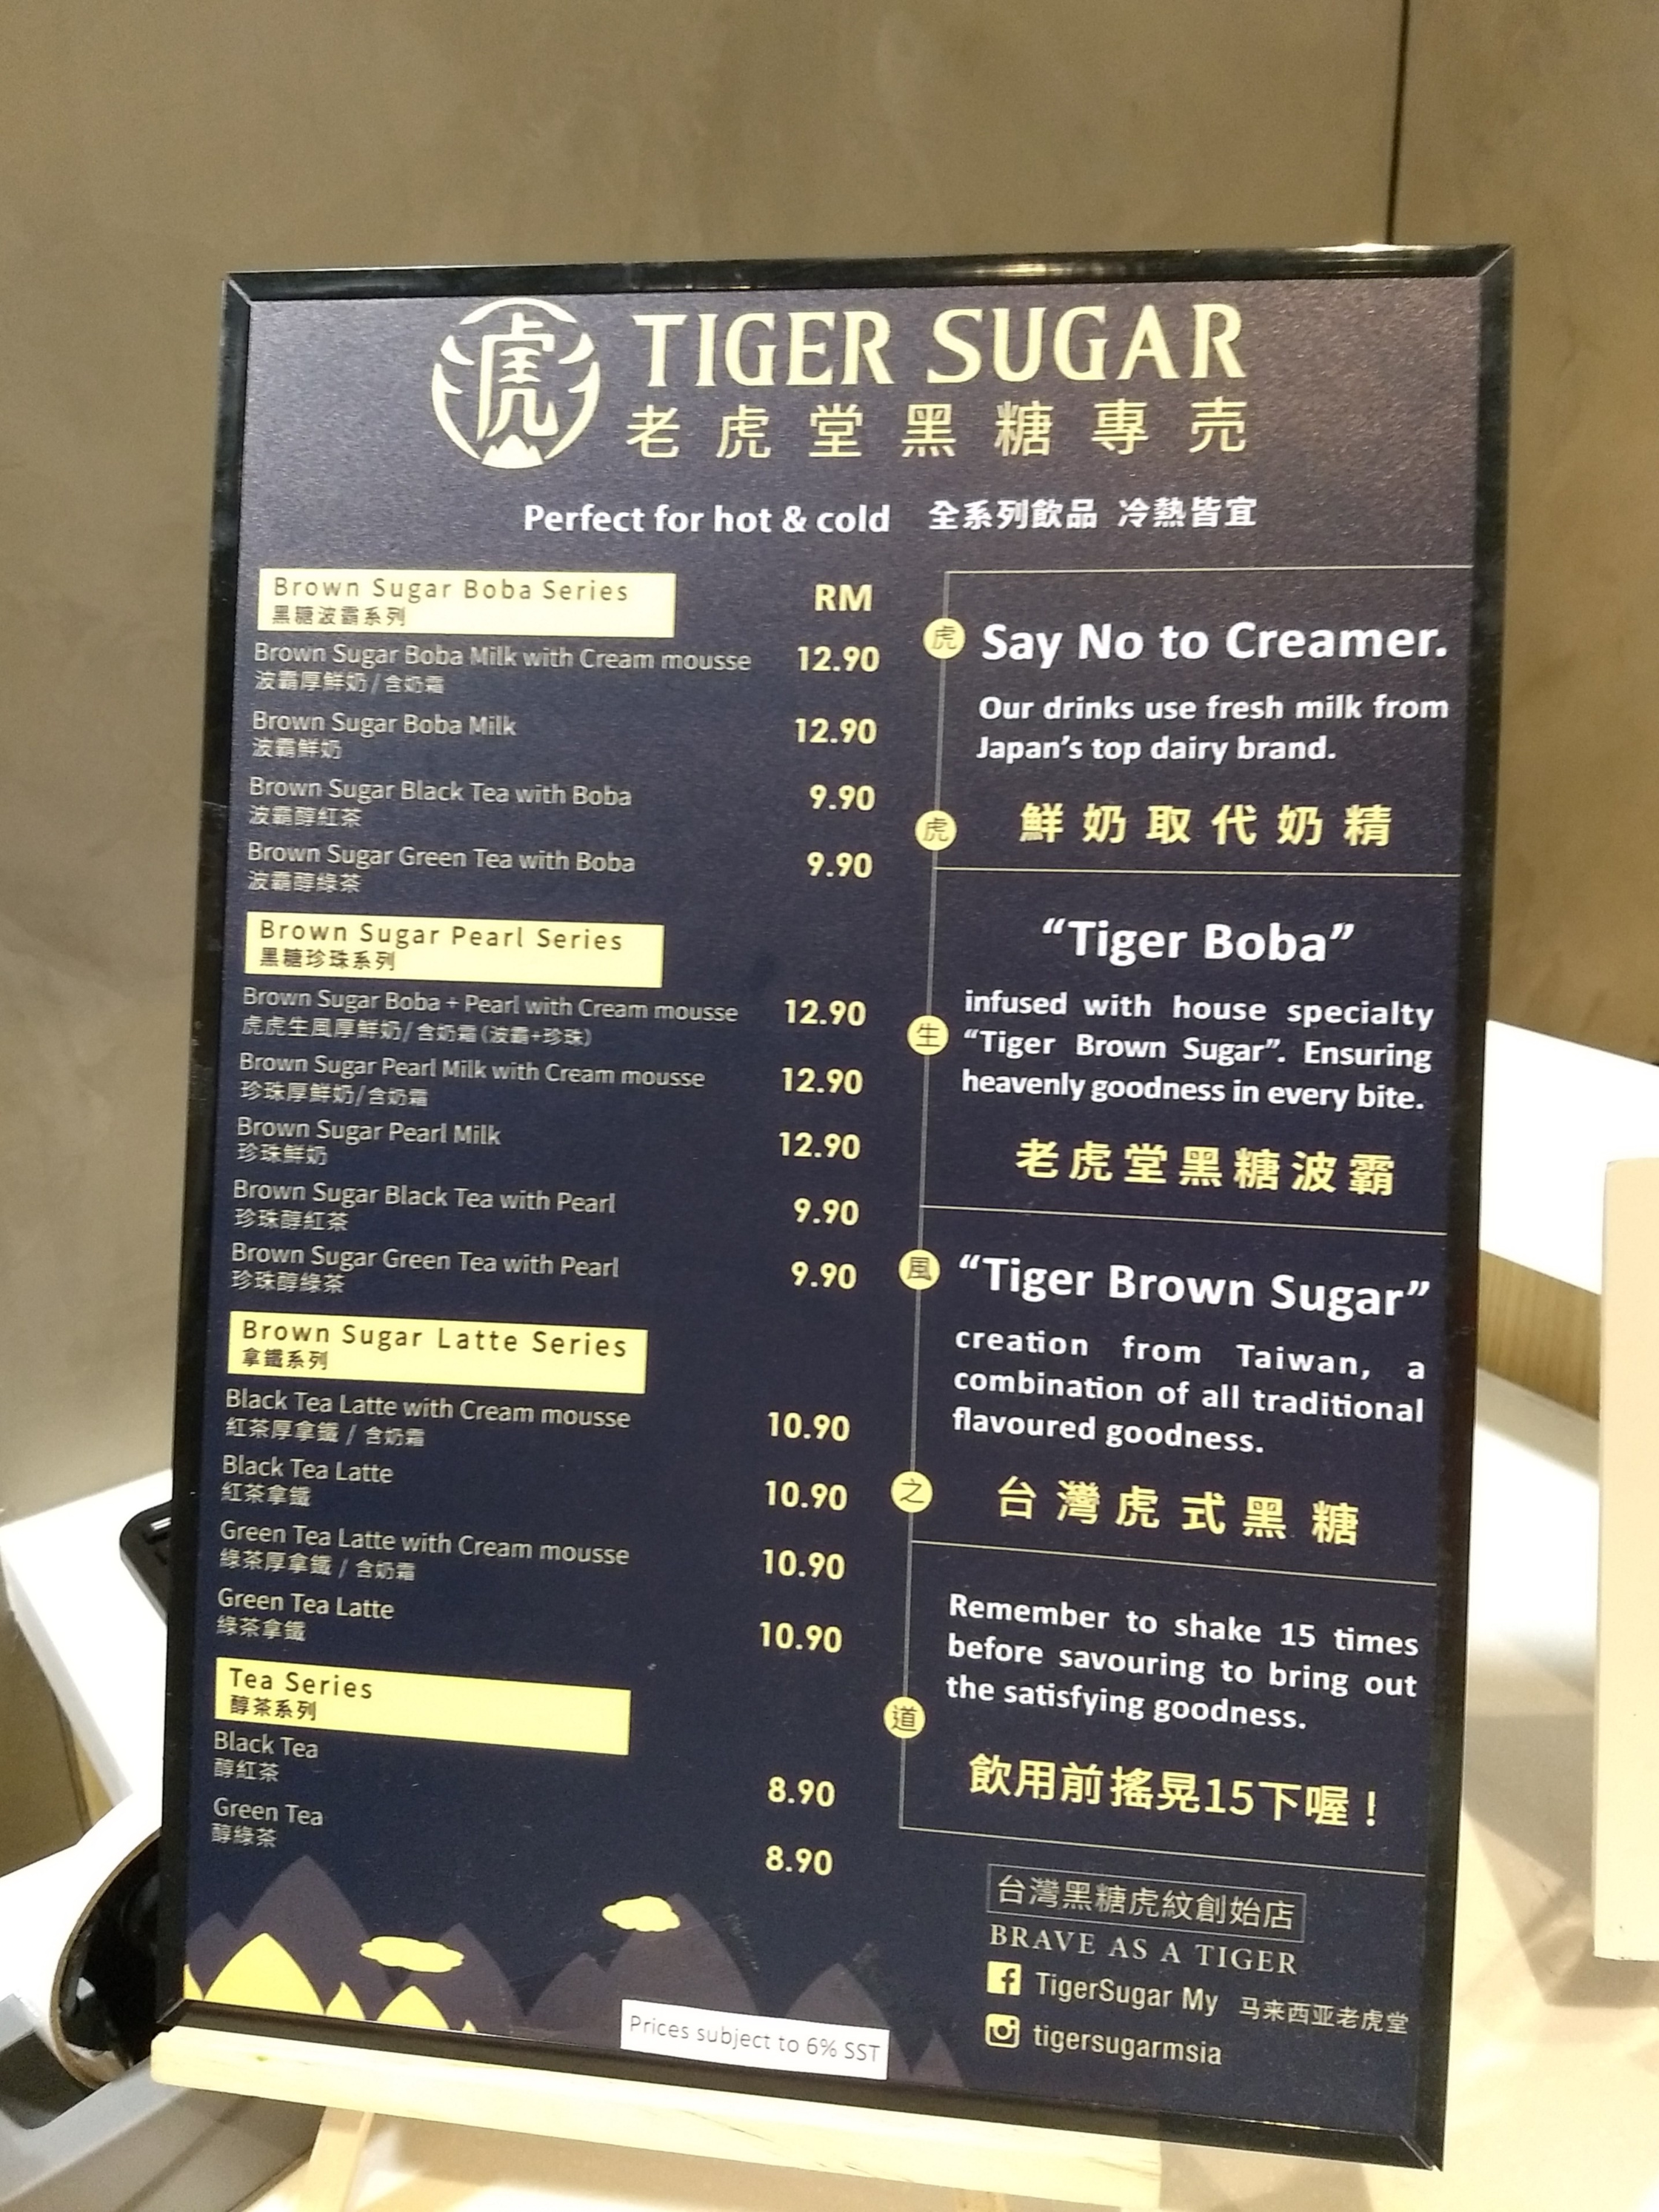 虎
TIGER SUGAR
老虎堂黑糖專売
Perfect for hot & cold 全系列飲品 冷熱皆宜
Brown Sugar Boba Series
黑糖波霸系列
RM
Brown Sugar Boba Milk with Cream mousse 12.90
波霸厚鮮奶/含奶霜
Brown Sugar Boba Milk 12.90
波霸鮮奶
Brown Sugar Black Tea with Boba 9.90
波霸醇紅茶
Brown Sugar Green Tea with Boba 9.90
波霸醇綠茶
Brown Sugar Pearl Series
黑糖珍珠系列
Brown Sugar Boba + Pearl with Cream mousse 12.90
虎虎生風厚鮮奶/含奶霜(波霸+珍珠)
Brown Sugar Pearl Milk with Cream mousse 12.90
珍珠厚鮮奶/含奶霜
Brown Sugar Pearl Milk 12.90
珍珠鮮奶
Brown Sugar Black Tea with Pearl 9.90
珍珠醇紅茶
Brown Sugar Green Tea with Pearl 9.90
珍珠醇綠茶
Brown Sugar Latte Series
拿鐵系列
Black Tea Latte with Cream mousse 10.90
紅茶厚拿鐵 / 含奶霜
Black Tea Latte 10.90
紅茶拿鐵
Green Tea Latte with Cream mousse 10.90
綠茶厚拿鐵 / 含奶霜
Green Tea Latte 10.90
綠茶拿鐵
Tea Series
醇茶系列
Black Tea 8.90
醇紅茶
Green Tea 8.90
醇綠茶
Prices subject to 6% SST
虎
虎
生
風
之
道
Say No to Creamer.
Our drinks use fresh milk from
Japan's top dairy brand.
鮮奶取代奶精
“Tiger Boba”
infused with house specialty
“Tiger Brown Sugar”. Ensuring
heavenly goodness in every bite.
老虎堂黑糖波霸
“Tiger Brown Sugar”
creation from Taiwan, a
combination of all traditional
flavoured goodness.
台灣虎式黑糖
Remember to shake 15 times
before savouring to bring out
the satisfying goodness.
飲用前搖晃15下喔！
台灣黑糖虎紋創始店
BRAVE AS A TIGER
TigerSugar My 马来西亚老虎堂
tigersugarmsia